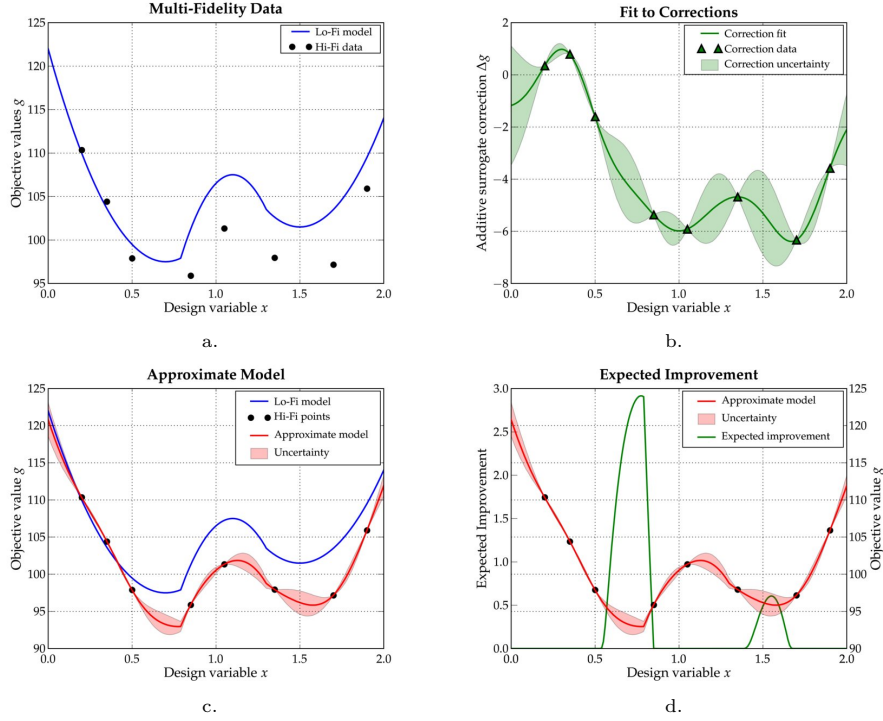 Multi-Fidelity Data
Lo-Fi model
Hi-Fi data
Objective values g
125
120
115
110
105
100
95
0.0 0.5 1.0 1.5 2.0
Design variable x
a.
Fit to Corrections
Correction fit
Correction data
Correction uncertainty
Additive surrogate correction Δg
0
−2
−4
−6
−8
0.0 0.5 1.0 1.5 2.0
Design variable x
b.
Approximate Model
Lo-Fi model
Hi-Fi points
Approximate model
Uncertainty
Objective value g
125
120
115
110
105
100
95
90
0.0 0.5 1.0 1.5 2.0
Design variable x
c.
Expected Improvement
Approximate model
Uncertainty
Expected improvement
Expected Improvement
3.0
2.5
2.0
1.5
1.0
0.5
0.0
125
120
115
110
105
100
95
90
Objective value g
0.0 0.5 1.0 1.5 2.0
Design variable x
d.